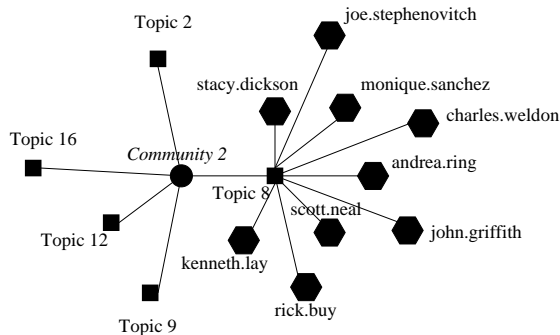 joe.stephenovitch
Topic 2
stacy.dickson
monique.sanchez
charles.weldon
Topic 16
Community 2
andrea.ring
Topic 8
scott.neal
Topic 12
john.griffith
kenneth.lay
rick.buy
Topic 9